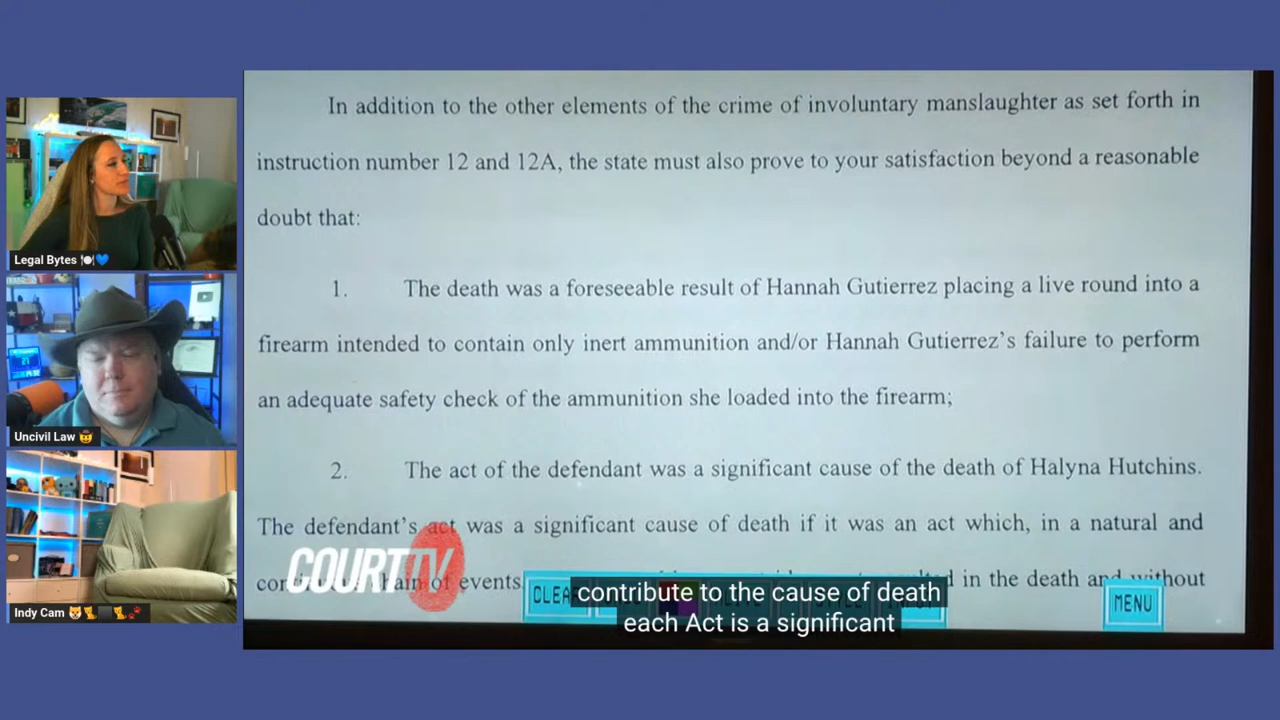 In addition to the other elements of the crime of involuntary manslaughter as set forth in
instruction number 12 and 12A, the state must also prove to your satisfaction beyond a reasonable
doubt that:
1. The death was a foreseeable result of Hannah Gutierrez placing a live round into a
firearm intended to contain only inert ammunition and/or Hannah Gutierrez's failure to perform
an adequate safety check of the ammunition she loaded into the firearm;
2. The act of the defendant was a significant cause of the death of Halyna Hutchins.
The defendant's act was a significant cause of death if it was an act which, in a natural and
chain of events, in the death and without
COURT TV
MENU
contribute to the cause of death
each Act is a significant
Legal Bytes 🍽💙
Uncivil Law 🤠
Indy Cam